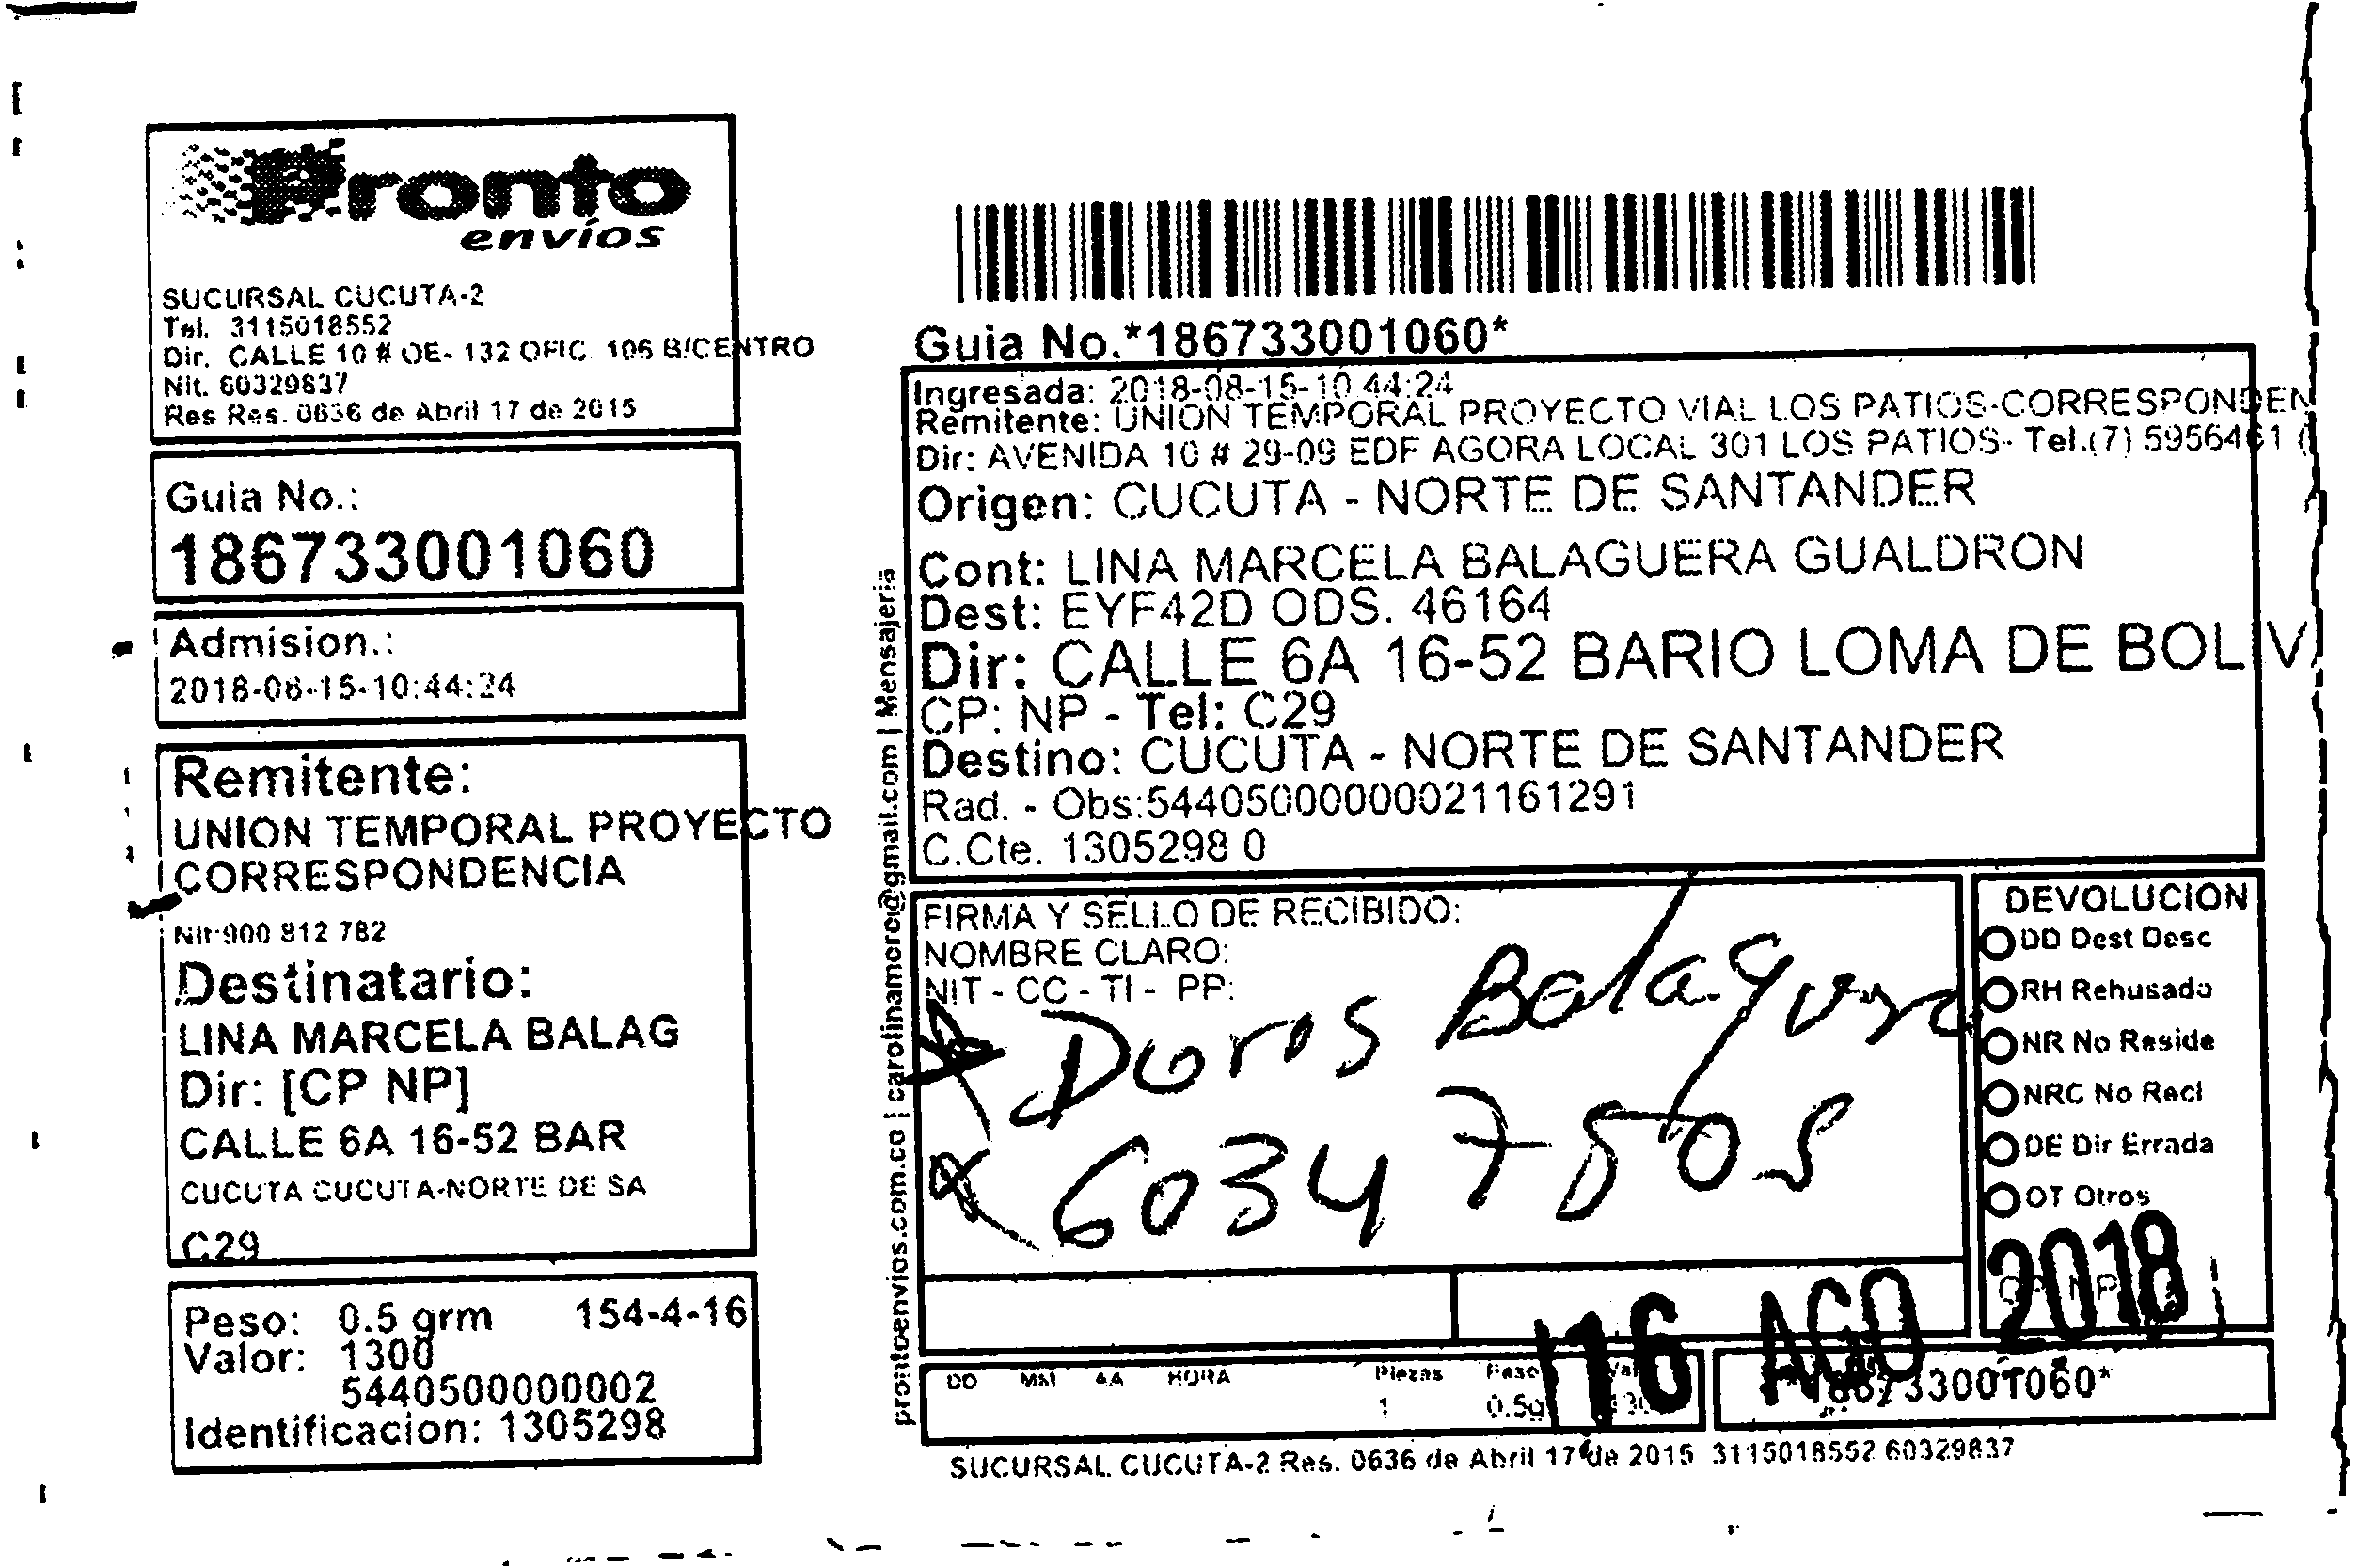 Pronto
envíos
SUCURSAL CUCUTA-2
Tel. 3115018552
Dir. CALLE 10 # OE- 132 OFIC. 106 B/CENTRO
Nit. 60329837
Res Res. 0636 de Abril 17 de 2015
Guia No.:
186733001060
Admision.:
2018-08-15-10:44:24
Remitente:
UNION TEMPORAL PROYECTO
CORRESPONDENCIA
Nit:900 812 782
Destinatario:
LINA MARCELA BALAG
Dir: [CP NP]
CALLE 6A 16-52 BAR
CUCUTA CUCUTA-NORTE DE SA
C29
Peso: 0.5 grm 154-4-16
Valor: 1300
5440500000002
Identificacion: 1305298
prontoenvios.com.co | carolinamoro@gmail.com | Mensajeria
Guia No.*186733001060*
Ingresada: 2018-08-15-10:44:24
Remitente: UNION TEMPORAL PROYECTO VIAL LOS PATIOS-CORRESPONDEN
Dir: AVENIDA 10 # 29-09 EDF AGORA LOCAL 301 LOS PATIOS- Tel.(7) 5956461 (
Origen: CUCUTA - NORTE DE SANTANDER
Cont: LINA MARCELA BALAGUERA GUALDRON
Dest: EYF42D ODS. 46164
Dir: CALLE 6A 16-52 BARIO LOMA DE BOLIV
CP: NP - Tel: C29
Destino: CUCUTA - NORTE DE SANTANDER
Rad. - Obs:544050000000021161291
C.Cte. 1305298 0
FIRMA Y SELLO DE RECIBIDO:
NOMBRE CLARO:
NIT - CC - TI - PP:
Doris Balaguera
60347505
DEVOLUCION
DD Dest Desc
RH Rehusado
NR No Reside
NRC No Recl
DE Dir Errada
OT Otros
16 AGO 2018
DD MM AA HORA Piezas Peso
1 0.5g
*186733001060*
SUCURSAL CUCUTA-2 Res. 0636 de Abril 17 de 2015 3115018552 60329837